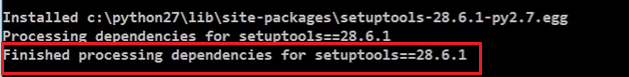 Installed c:\python27\lib\site-packages\setuptools-28.6.1-py2.7.egg
Processing dependencies for setuptools==28.6.1
Finished processing dependencies for setuptools==28.6.1